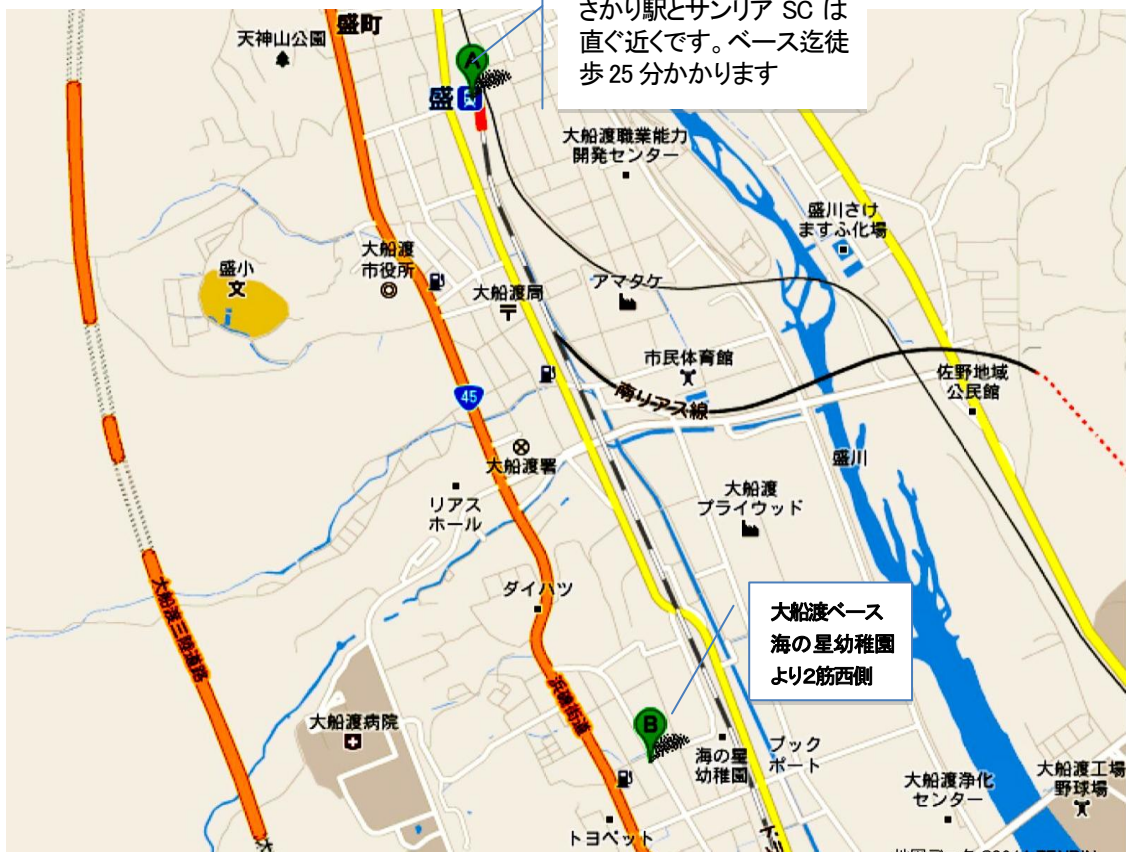 さかり駅とサンリア SC は
直ぐ近くです。ベース迄徒
歩 25 分かかります
盛町
天神山公園
A
盛
大船渡職業能力
開発センター
盛川さけ
ますふ化場
大船渡
市役所
盛小
文
大船渡局
アマタケ
市民体育館
南リアス線
佐野地域
公民館
45
大船渡署
盛川
リアス
ホール
大船渡
プライウッド
ダイハツ
大船渡三陸道路
大船渡ベース
海の星幼稚園
より2筋西側
浜磯街道
大船渡病院
B
海の星
幼稚園
ブック
ポート
大船渡浄化
センター
大船渡工場
野球場
トヨペット